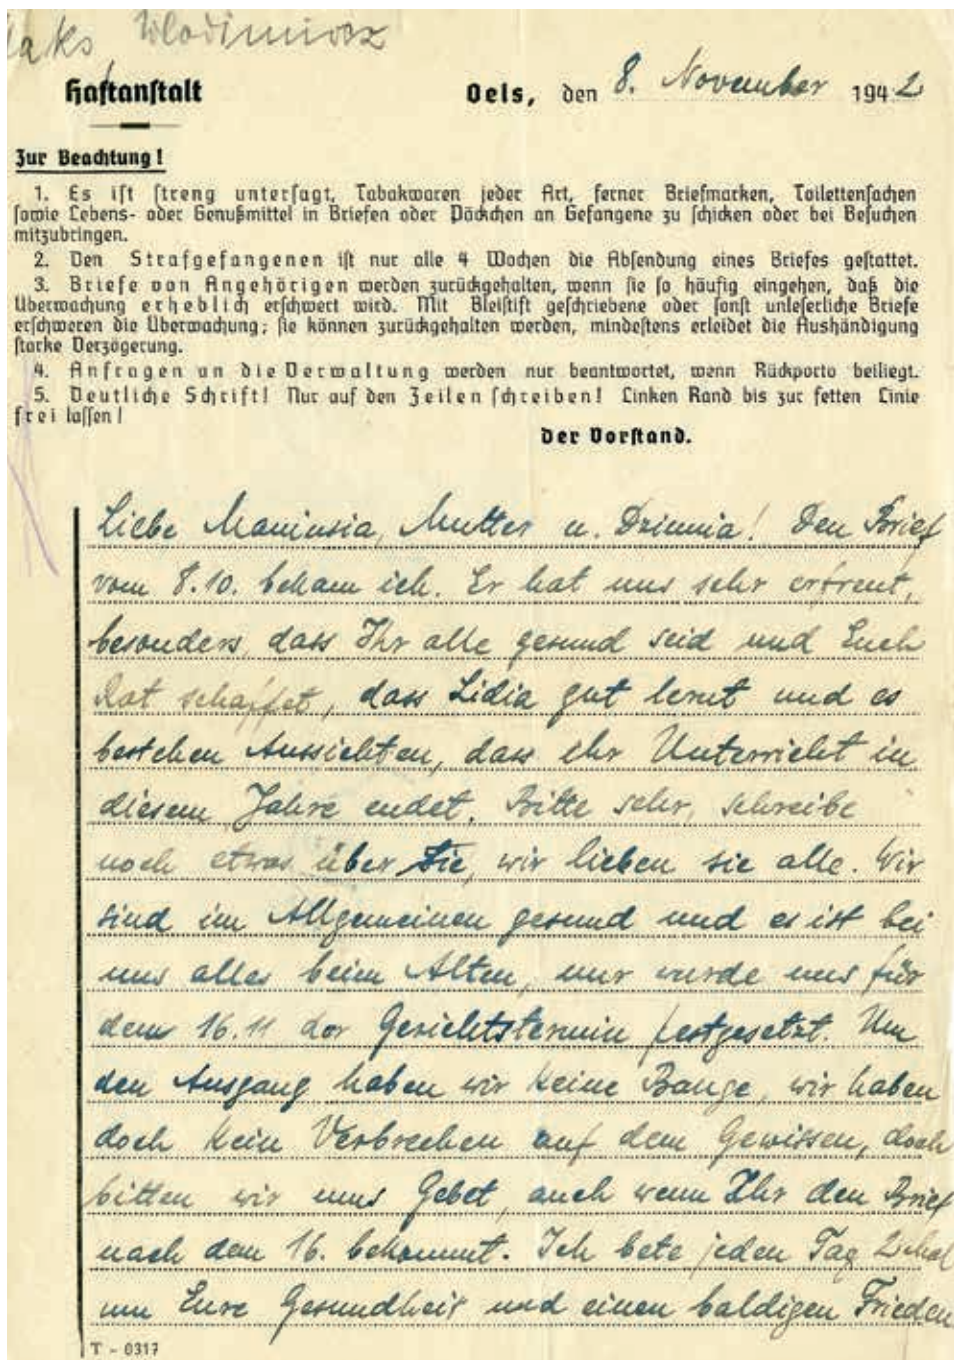 aks Wlodimierz
Haftanstalt
Oels, den 8. November 1942
Zur Beachtung!
1. Es ist streng untersagt, Tabakwaren jeder Art, ferner Briefmarken, Toilettensachen
sowie Lebens- oder Genußmittel in Briefen oder Päckchen an Gefangene zu schicken oder bei Besuchen
mitzubringen.
2. Den Strafgefangenen ist nur alle 4 Wochen die Absendung eines Briefes gestattet.
3. Briefe von Angehörigen werden zurückgehalten, wenn sie so häufig eingehen, daß die
Überwachung erheblich erschwert wird. Mit Bleistift geschriebene oder sonst unleserliche Briefe
erschweren die Überwachung; sie können zurückgehalten werden, mindestens erleidet die Aushändigung
starke Verzögerung.
4. Anfragen an die Verwaltung werden nur beantwortet, wenn Rückporto beiliegt.
5. Deutliche Schrift! Nur auf den Zeilen schreiben! Linken Rand bis zur fetten Linie
frei lassen!
Der Vorstand.
Liebe Maniusia, Mutter u. Dziunia! Den Brief
vom 8.10. bekam ich. Er hat uns sehr erfreut,
besonders, dass Ihr alle gesund seid und Euch
Rat schaffet, dass Lidia gut lernt und es
bestehen Aussichten, dass ihr Unterricht in
diesem Jahre endet. Bitte sehr, schreibe
noch etwas über Sie, wir lieben sie alle. Wir
sind im Allgemeinen gesund und es ist bei
uns alles beim Alten, nur wurde uns für
dem 16.11 der Gerichtstermin festgesetzt. Um
den Ausgang haben wir keine Bange, wir haben
doch kein Verbrechen auf dem Gewissen, doch
bitten wir ums Gebet, auch wenn Ihr den Brief
nach dem 16. bekommt. Ich bete jeden Tag 2 mal
um Eure Gesundheit und einen baldigen Frieden
T - 0317